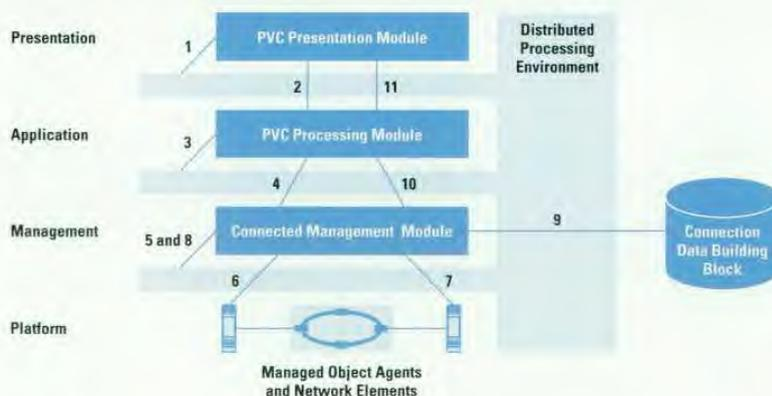 Presentation
1
PVC Presentation Module
Distributed
Processing
Environment
2
11
Application
3
PVC Processing Module
4
10
Management
5 and 8
Connected Management Module
9
Connection
Data Building
Block
6
7
Platform
Managed Object Agents
and Network Elements